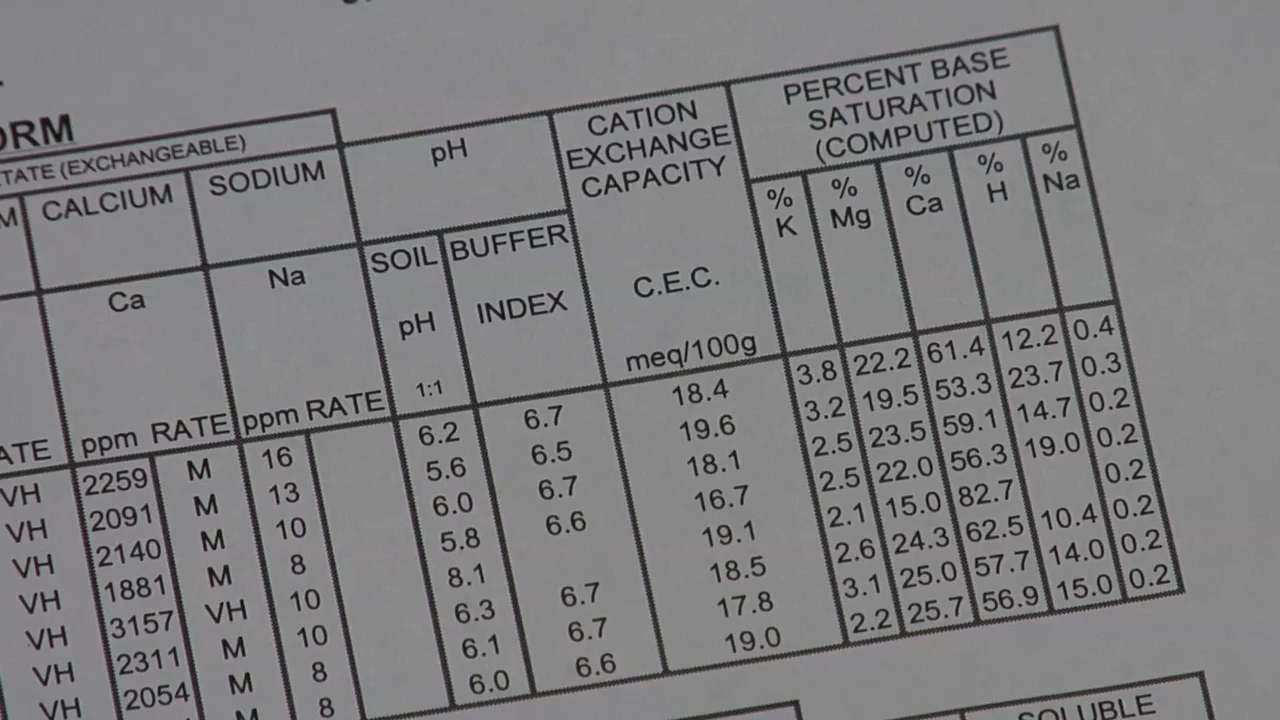 ORM
TATE (EXCHANGEABLE)
M CALCIUM SODIUM pH CATION EXCHANGE CAPACITY PERCENT BASE SATURATION (COMPUTED)
Ca Na SOIL pH 1:1 BUFFER INDEX C.E.C. meq/100g % K % Mg % Ca % H % Na
ATE ppm RATE ppm RATE
VH 2259 M 16 6.2 6.7 18.4 3.8 22.2 61.4 12.2 0.4
VH 2091 M 13 5.6 6.5 19.6 3.2 19.5 53.3 23.7 0.3
VH 2140 M 10 6.0 6.7 18.1 2.5 23.5 59.1 14.7 0.2
VH 1881 M 8 5.8 6.6 16.7 2.5 22.0 56.3 19.0 0.2
VH 3157 VH 10 8.1 19.1 2.1 15.0 82.7 0.2
VH 2311 M 10 6.3 6.7 18.5 2.6 24.3 62.5 10.4 0.2
VH 2054 M 8 6.1 6.7 17.8 3.1 25.0 57.7 14.0 0.2
M 8 6.0 6.6 19.0 2.2 25.7 56.9 15.0 0.2
SOLUBLE